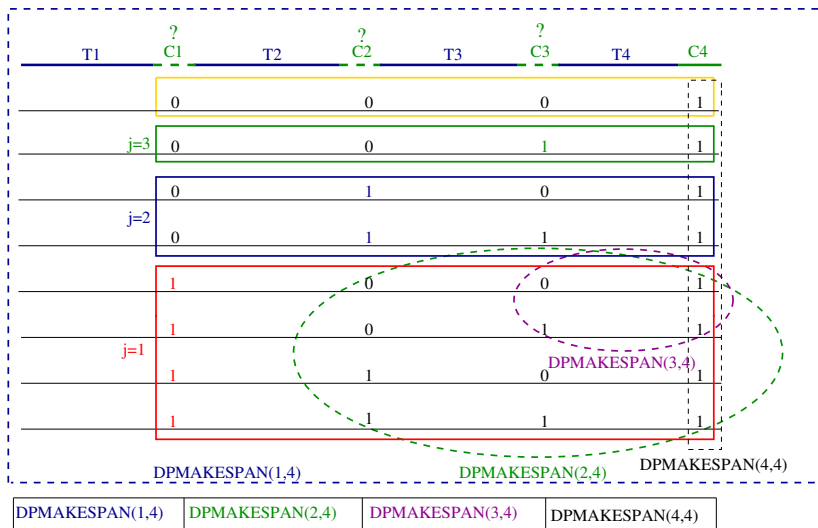 ? ? ?
T1 C1 T2 C2 T3 C3 T4 C4
0 0 0 1
j=3 0 0 1 1
0 1 0 1
j=2
0 1 1 1
1 0 0 1
1 0 1 1
j=1
DPMAKESPAN(3,4)
1 1 0 1
1 1 1 1
DPMAKESPAN(1,4) DPMAKESPAN(2,4) DPMAKESPAN(4,4)
DPMAKESPAN(1,4) DPMAKESPAN(2,4) DPMAKESPAN(3,4) DPMAKESPAN(4,4)